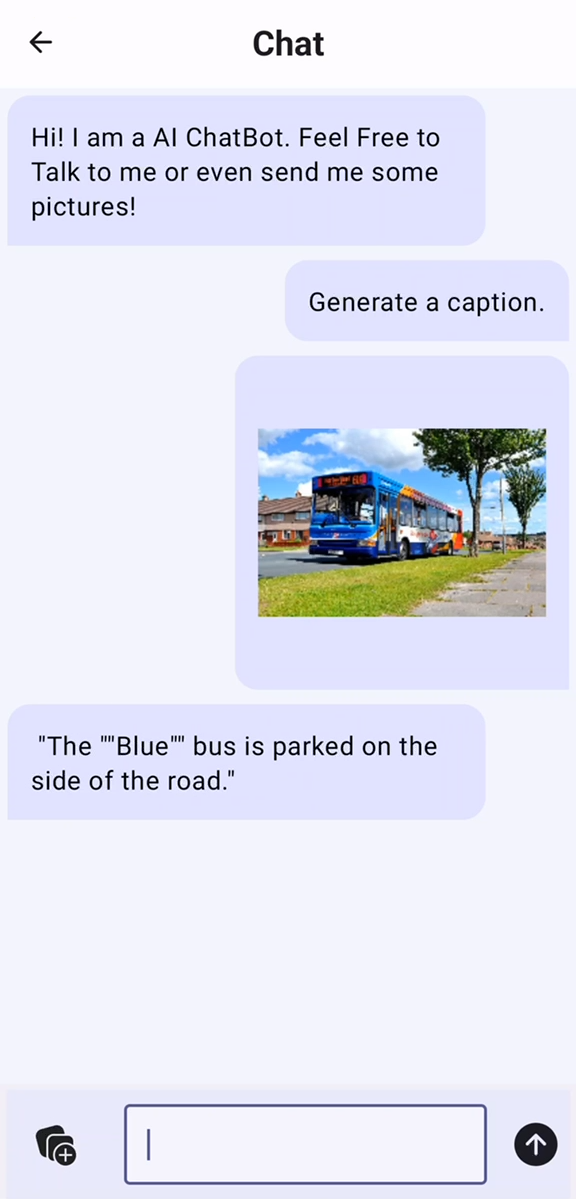 Chat
Hi! I am a AI ChatBot. Feel Free to
Talk to me or even send me some
pictures!
Generate a caption.
"The ""Blue"" bus is parked on the
side of the road."